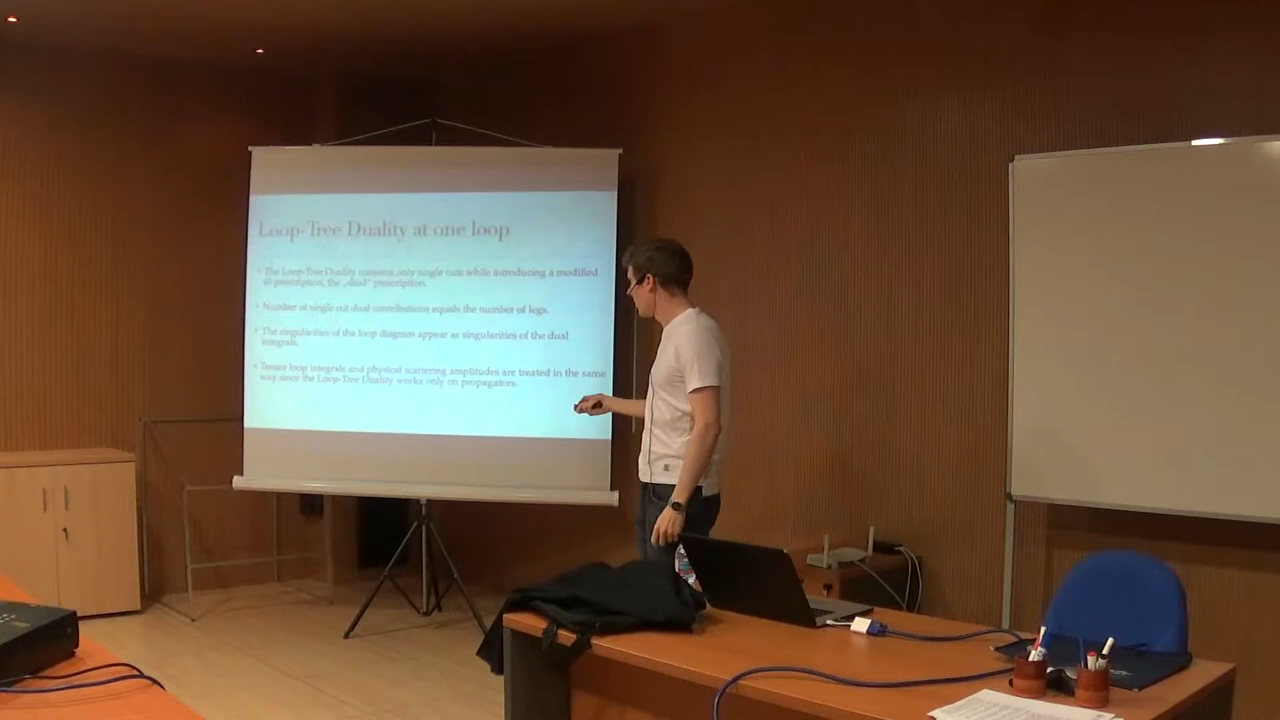 Loop-Tree Duality at one loop
The Loop-Tree Duality contains only single cuts while introducing a modified
i0 prescription, the „dual“ prescription.
Number of single cut dual contributions equals the number of legs.
The singularities of the loop diagram appear as singularities of the dual
integrals.
Tensor loop integrals and physical scattering amplitudes are treated in the same
way since the Loop-Tree Duality works only on propagators.